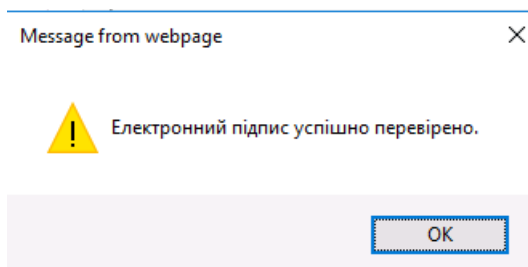 Message from webpage
Електронний підпис успішно перевірено.
OK